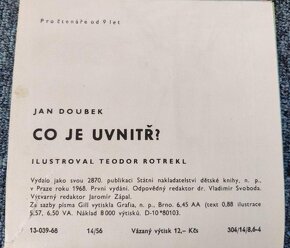 Pro čtenáře od 9 let
JAN DOUBEK
CO JE UVNITŘ?
ILUSTROVAL TEODOR ROTREKL
Vydalo jako svou 2870. publikaci Státní nakladatelství dětské knihy, n. p.,
v Praze roku 1968. První vydání. Odpovědný redaktor dr. Vladimír Svoboda.
Výtvarný redaktor Jaromír Zápal.
Za sazby písma Gill vytiskla Grafia, n. p., Brno. 6,45 AA (text 0,88 ilustrace
5,57, 6,50 VA. Náklad 8000 výtisků. D-10*80103.
13-039-68 14/56 Vázaný výtisk 12,- Kčs 304/14/8,6-4